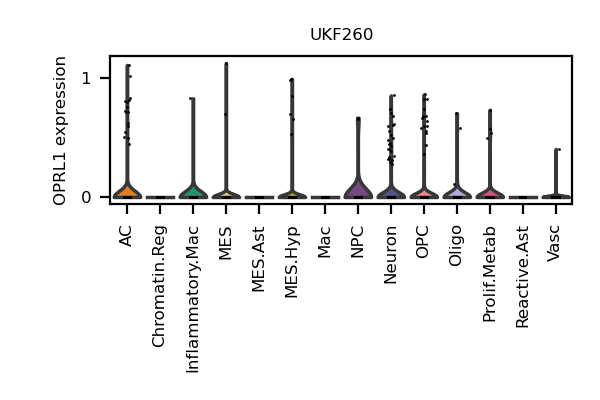 UKF260
OPRL1 expression
1
0
AC
Chromatin.Reg
Inflammatory.Mac
MES
MES.Ast
MES.Hyp
Mac
NPC
Neuron
OPC
Oligo
Prolif.Metab
Reactive.Ast
Vasc